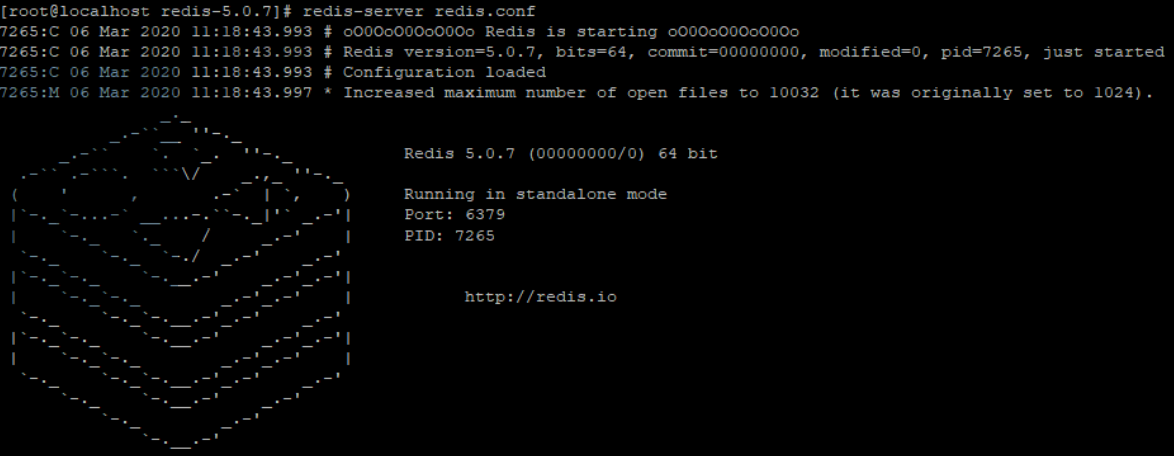 [root@localhost redis-5.0.7]# redis-server redis.conf
7265:C 06 Mar 2020 11:18:43.993 # oO0OoO0OoO0Oo Redis is starting oO0OoO0OoO0Oo
7265:C 06 Mar 2020 11:18:43.993 # Redis version=5.0.7, bits=64, commit=00000000, modified=0, pid=7265, just started
7265:C 06 Mar 2020 11:18:43.993 # Configuration loaded
7265:M 06 Mar 2020 11:18:43.997 * Increased maximum number of open files to 10032 (it was originally set to 1024).
Redis 5.0.7 (00000000/0) 64 bit
Running in standalone mode
Port: 6379
PID: 7265
http://redis.io